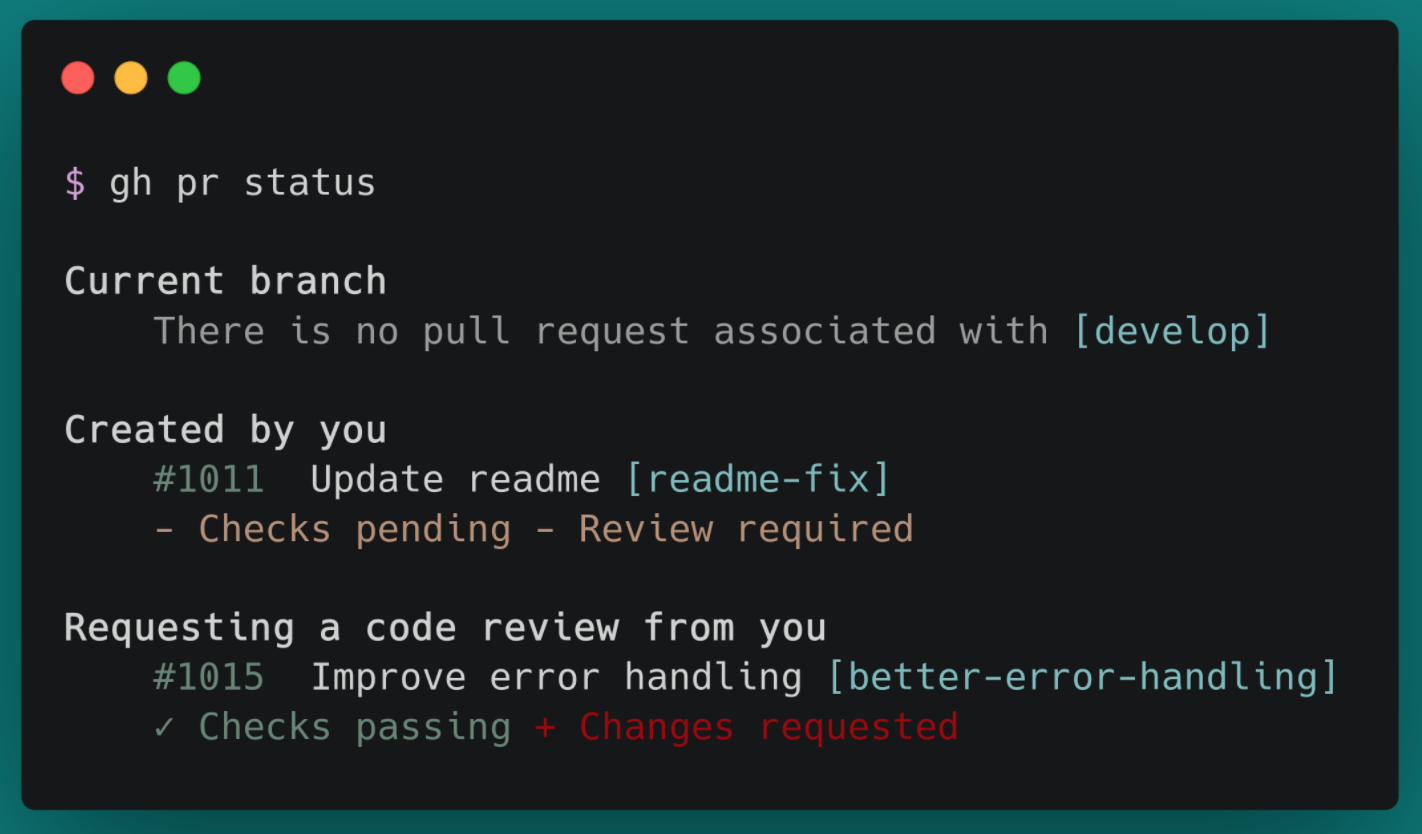 $ gh pr status
Current branch
There is no pull request associated with [develop]
Created by you
#1011 Update readme [readme-fix]
- Checks pending - Review required
Requesting a code review from you
#1015 Improve error handling [better-error-handling]
✓ Checks passing + Changes requested